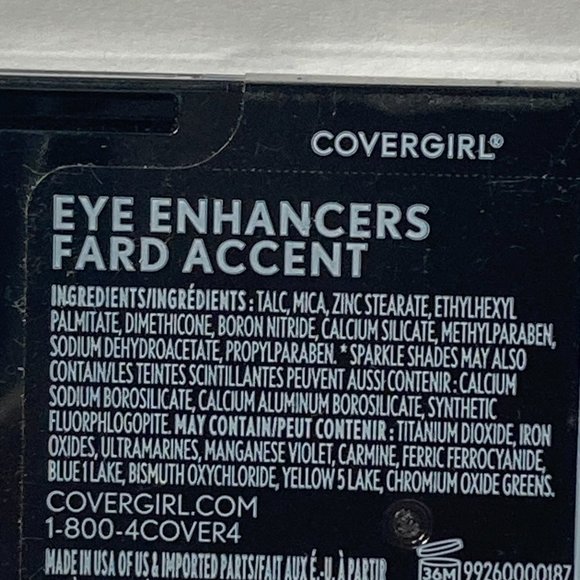 COVERGIRL®
EYE ENHANCERS
FARD ACCENT
INGREDIENTS/INGRÉDIENTS : TALC, MICA, ZINC STEARATE, ETHYLHEXYL
PALMITATE, DIMETHICONE, BORON NITRIDE, CALCIUM SILICATE, METHYLPARABEN,
SODIUM DEHYDROACETATE, PROPYLPARABEN. * SPARKLE SHADES MAY ALSO
CONTAIN/LES TEINTES SCINTILLANTES PEUVENT AUSSI CONTENIR : CALCIUM
SODIUM BOROSILICATE, CALCIUM ALUMINUM BOROSILICATE, SYNTHETIC
FLUORPHLOGOPITE. MAY CONTAIN/PEUT CONTENIR : TITANIUM DIOXIDE, IRON
OXIDES, ULTRAMARINES, MANGANESE VIOLET, CARMINE, FERRIC FERROCYANIDE,
BLUE 1 LAKE, BISMUTH OXYCHLORIDE, YELLOW 5 LAKE, CHROMIUM OXIDE GREENS.
COVERGIRL.COM
1-800-4COVER4
MADE IN USA OF US & IMPORTED PARTS/FAIT AUX É.-U. À PARTIR
36M 99260000187